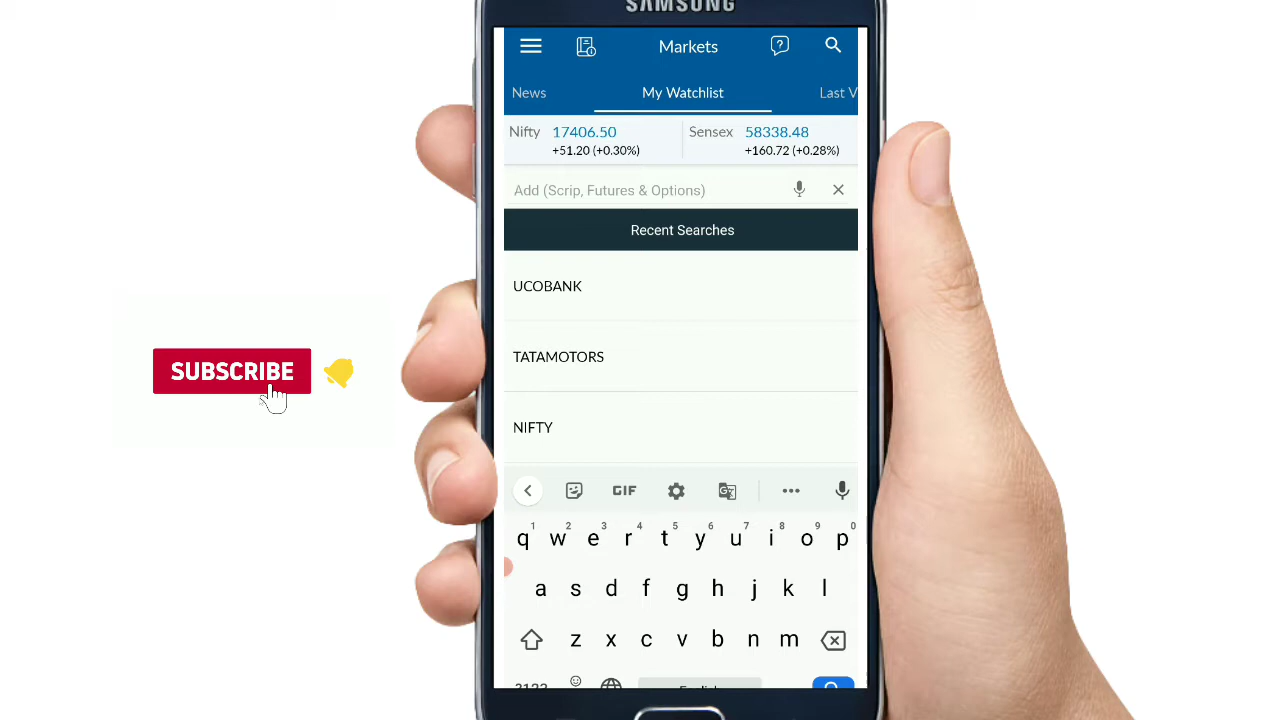 SAMSUNG
Markets
News
My Watchlist
Last V
Nifty 17406.50
+51.20 (+0.30%)
Sensex 58338.48
+160.72 (+0.28%)
Add (Scrip, Futures & Options)
Recent Searches
UCOBANK
TATAMOTORS
NIFTY
SUBSCRIBE
GIF
1 2 3 4 5 6 7 8 9 0
q w e r t y u i o p
a s d f g h j k l
z x c v b n m